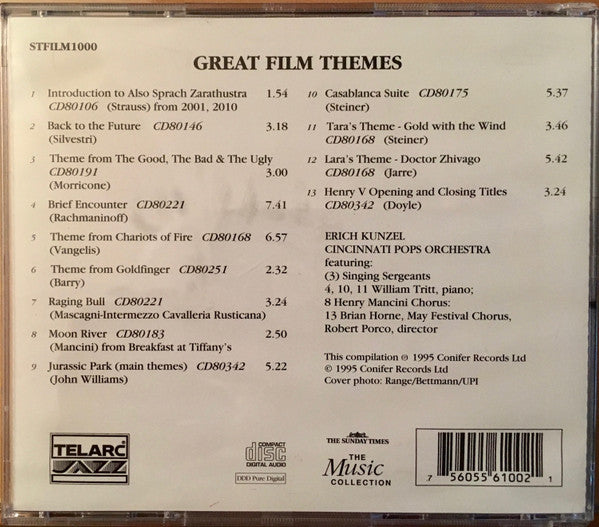 STFILM1000
GREAT FILM THEMES
1 Introduction to Also Sprach Zarathustra 1.54
CD80106 (Strauss) from 2001, 2010
2 Back to the Future CD80146 3.18
(Silvestri)
3 Theme from The Good, The Bad & The Ugly
CD80191 3.00
(Morricone)
4 Brief Encounter CD80221 7.41
(Rachmaninoff)
5 Theme from Chariots of Fire CD80168 6.57
(Vangelis)
6 Theme from Goldfinger CD80251 2.32
(Barry)
7 Raging Bull CD80221 3.24
(Mascagni-Intermezzo Cavalleria Rusticana)
8 Moon River CD80183 2.50
(Mancini) from Breakfast at Tiffany's
9 Jurassic Park (main themes) CD80342 5.22
(John Williams)
10 Casablanca Suite CD80175 5.37
(Steiner)
11 Tara's Theme - Gold with the Wind 3.46
CD80168 (Steiner)
12 Lara's Theme - Doctor Zhivago 5.42
CD80168 (Jarre)
13 Henry V Opening and Closing Titles 3.24
CD80342 (Doyle)
ERICH KUNZEL
CINCINNATI POPS ORCHESTRA
featuring:
(3) Singing Sergeants
4, 10, 11 William Tritt, piano;
8 Henry Mancini Chorus:
13 Brian Horne, May Festival Chorus,
Robert Porco, director
This compilation ℗ 1995 Conifer Records Ltd
© 1995 Conifer Records Ltd
Cover photo: Range/Bettmann/UPI
TELARC
JAZZ
COMPACT
disc
DIGITAL AUDIO
DDD Pure Digital
THE SUNDAY TIMES
THE
Music
COLLECTION
7 56055 61002 1